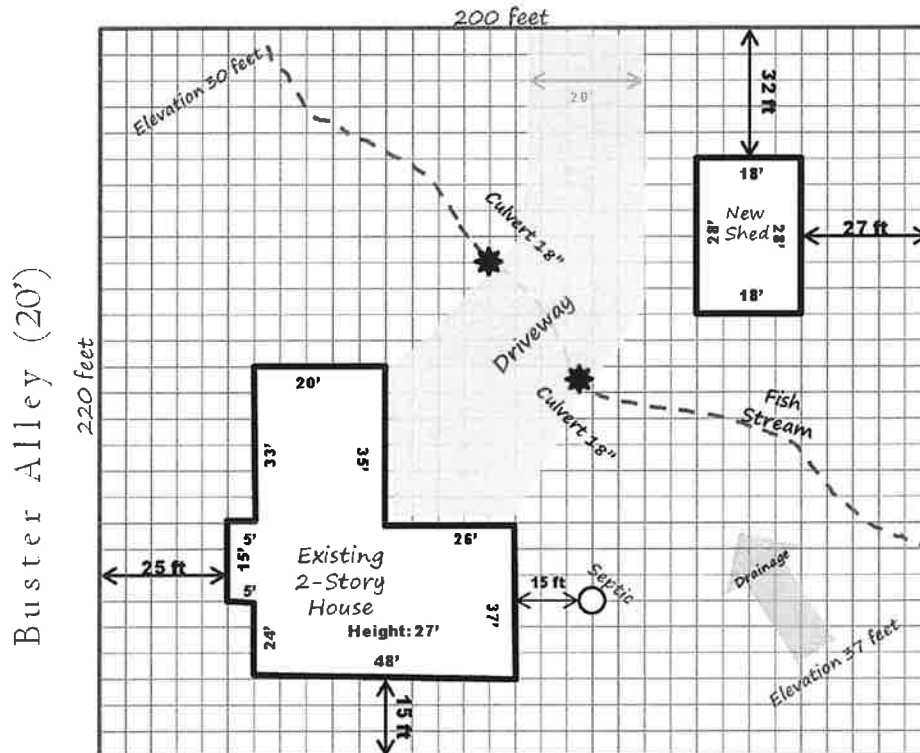 200 feet
Elevation 30 feet
20'
32 ft
Culvert 18"
18'
28'
New
Shed
28'
27 ft
18'
Buster Alley (20')
220 feet
Driveway
20'
Culvert 18"
Fish
Stream
33'
35'
5'
15'
5'
26'
25 ft
Existing
2-Story
House
Height: 27'
37'
15 ft
Septic
Drainage
24'
48'
Elevation 37 feet
15 ft